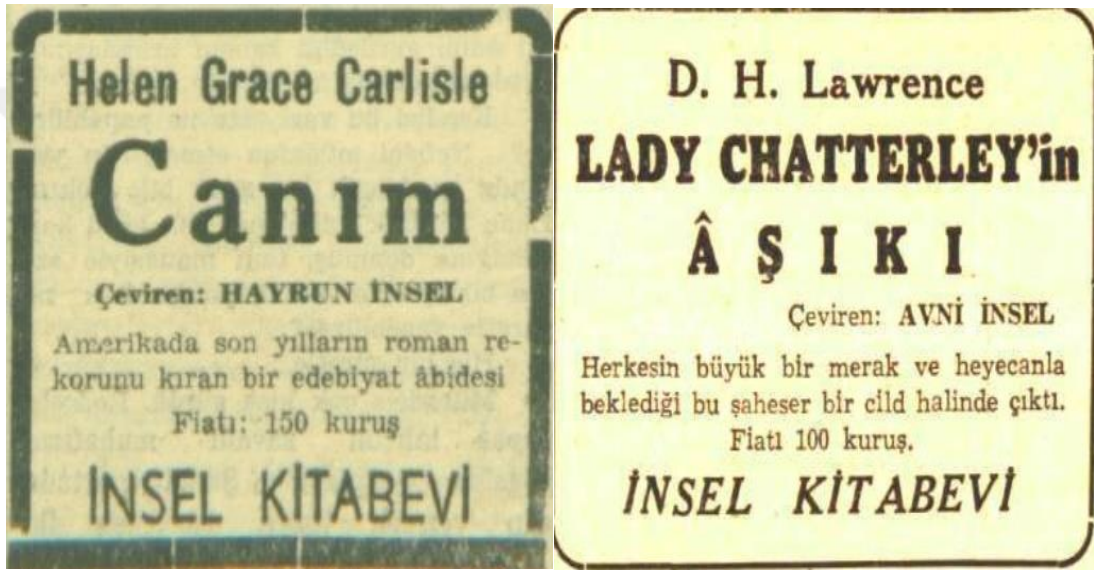 Helen Grace Carlisle
Canım
Çeviren: HAYRUN İNSEL
Amerikada son yılların roman re-
korunu kıran bir edebiyat âbidesi
Fiatı: 150 kuruş
İNSEL KİTABEVİ
D. H. Lawrence
LADY CHATTERLEY'in
ÂŞIKI
Çeviren: AVNİ İNSEL
Herkesin büyük bir merak ve heyecanla
beklediği bu şaheser bir cild halinde çıktı.
Fiatı 100 kuruş.
İNSEL KİTABEVİ